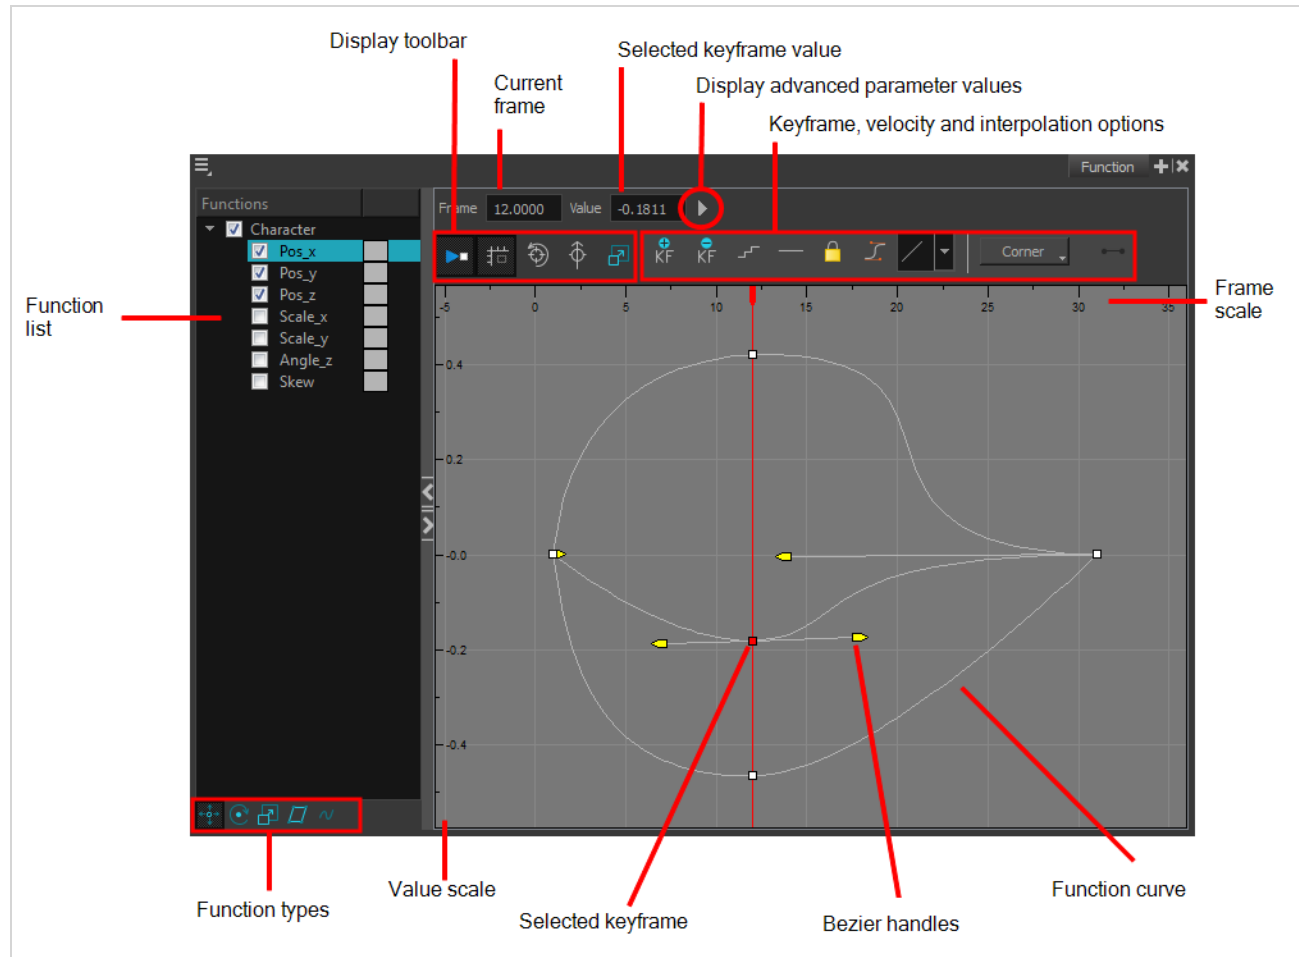 Display toolbar
Selected keyframe value
Current
frame
Display advanced parameter values
Keyframe, velocity and interpolation options
Function
Functions
Frame 12.0000 Value -0.1811
Character
Pos_x
Pos_y
Pos_z
Scale_x
Scale_y
Angle_z
Skew
KF KF Corner
Function
list
Frame
scale
-5 0 5 10 15 20 25 30 35
-0.4
-0.2
-0.0
-0.2
-0.4
Function types
Value scale
Selected keyframe
Bezier handles
Function curve